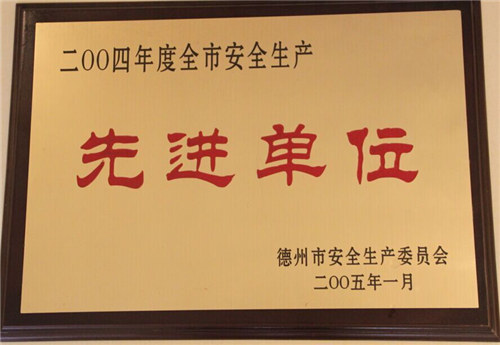 二OO四年度全市安全生产
先进单位
德州市安全生产委员会
二OO五年一月